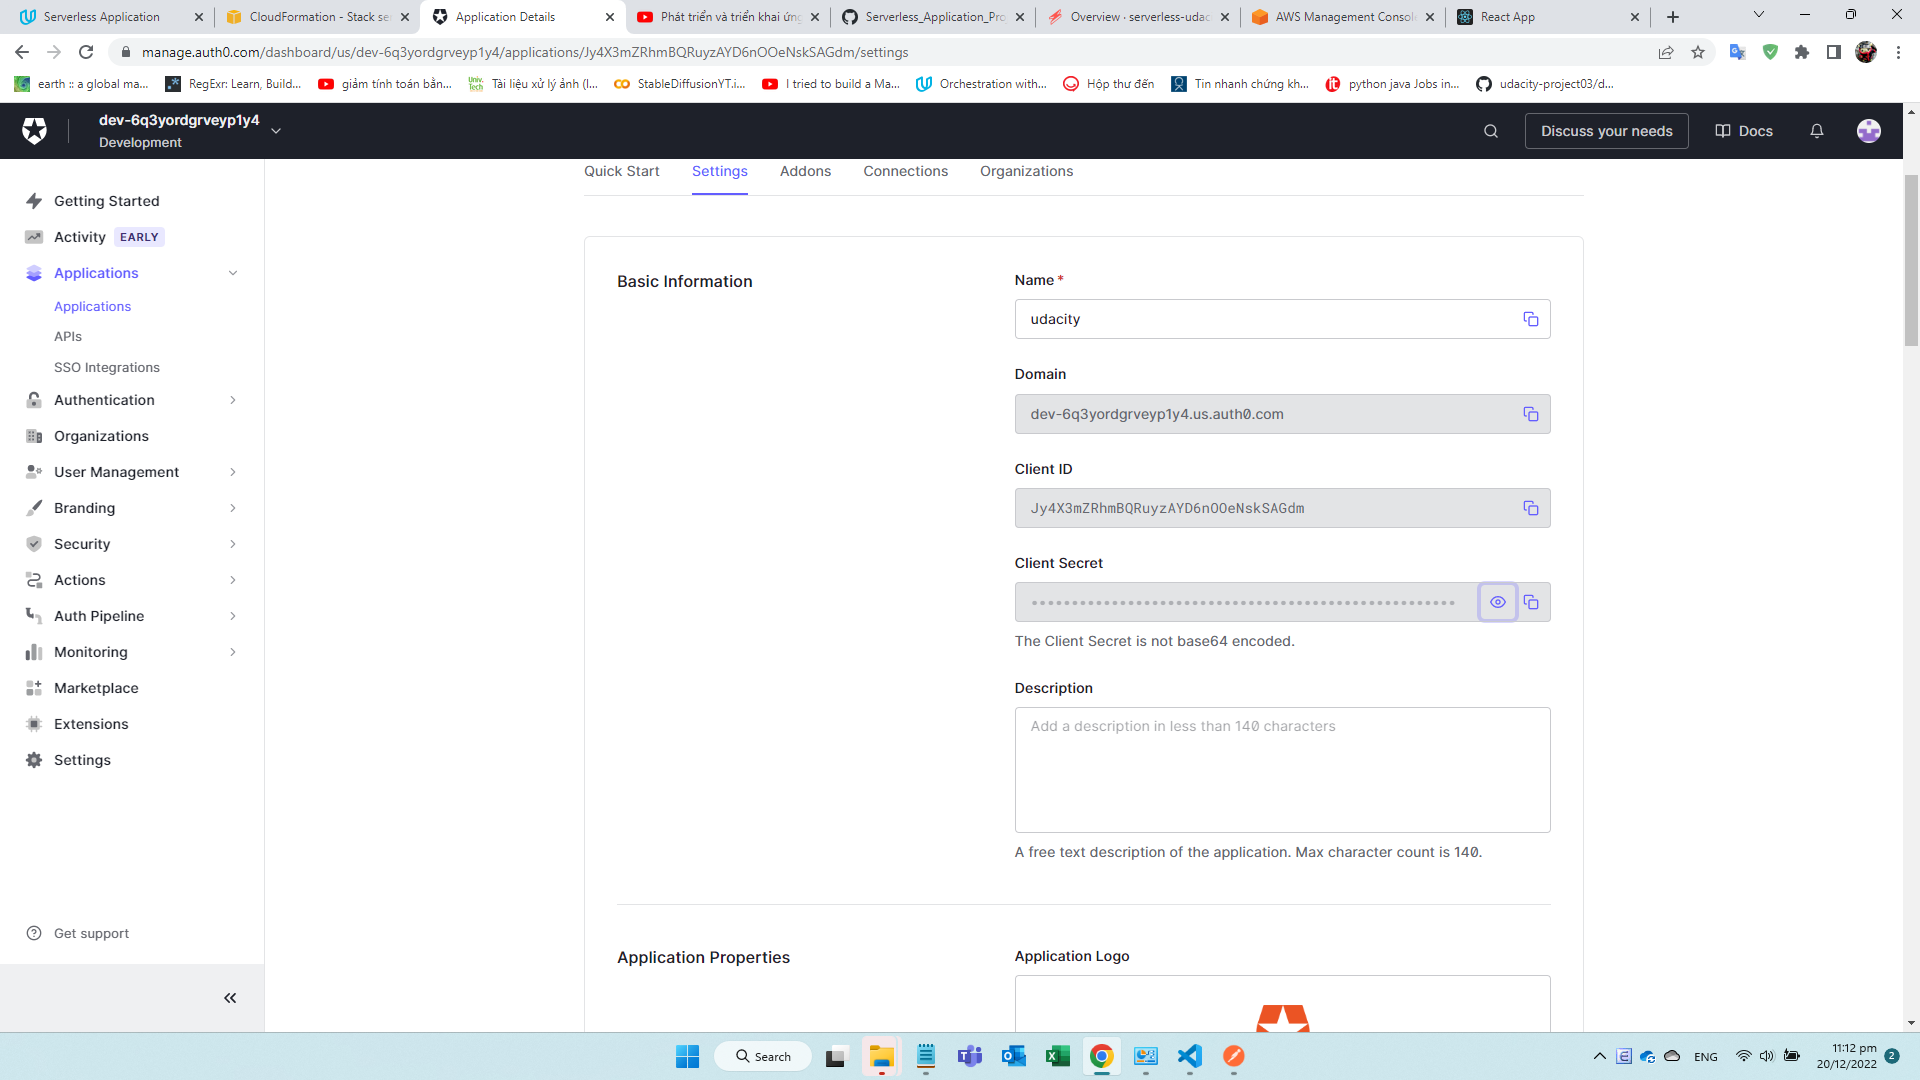 Serverless Application
CloudFormation - Stack se
Application Details
Phát triển và triển khai ứng
Serverless_Application_Pro
Overview · serverless-udac
AWS Management Console
React App
manage.auth0.com/dashboard/us/dev-6q3yordgrveyp1y4/applications/Jy4X3mZRhmBQRuyzAYD6nOOeNskSAGdm/settings
earth :: a global ma...
RegExr: Learn, Build...
giảm tính toán bằn...
Tài liệu xử lý ảnh (I...
StableDiffusionYT.i...
I tried to build a Ma...
Orchestration with...
Hộp thư đến
Tin nhanh chứng kh...
python java Jobs in...
udacity-project03/d...
dev-6q3yordgrveyp1y4
Development
Discuss your needs
Docs
Quick Start
Settings
Addons
Connections
Organizations
Getting Started
Activity EARLY
Applications
Applications
APIs
SSO Integrations
Authentication
Organizations
User Management
Branding
Security
Actions
Auth Pipeline
Monitoring
Marketplace
Extensions
Settings
Get support
Basic Information
Name *
udacity
Domain
dev-6q3yordgrveyp1y4.us.auth0.com
Client ID
Jy4X3mZRhmBQRuyzAYD6nOOeNskSAGdm
Client Secret
The Client Secret is not base64 encoded.
Description
Add a description in less than 140 characters
A free text description of the application. Max character count is 140.
Application Properties
Application Logo
Search
ENG
11:12 pm
20/12/2022
2